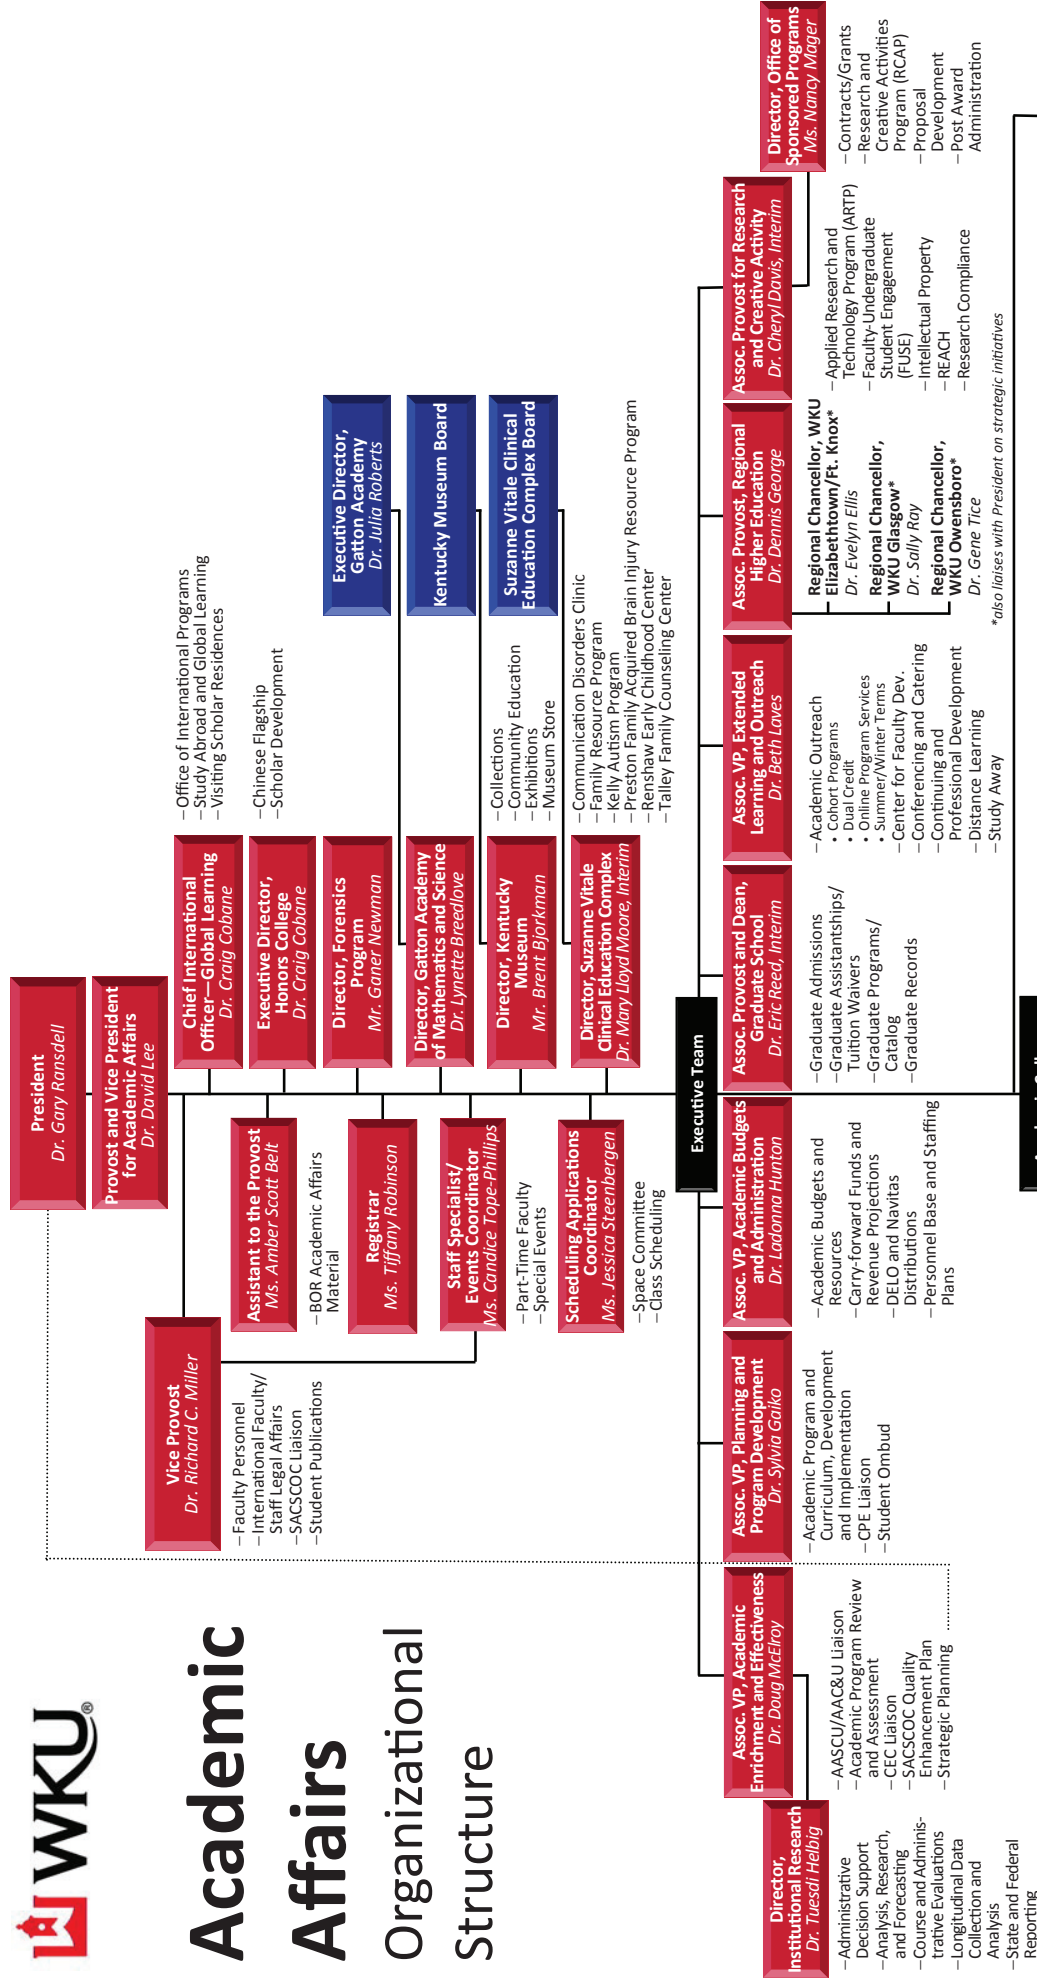 WKU®
Academic
Affairs
Organizational
Structure
President
Dr. Gary Ransdell
Provost and Vice President
for Academic Affairs
Dr. David Lee
Vice Provost
Dr. Richard C. Miller
–Faculty Personnel
–International Faculty/
Staff Legal Affairs
–SACSCOC Liaison
–Student Publications
Assistant to the Provost
Ms. Amber Scott Belt
–BOR Academic Affairs
Material
Registrar
Ms. Tiffany Robinson
Staff Specialist/
Events Coordinator
Ms. Candice Tope-Phillips
–Part-Time Faculty
–Special Events
Scheduling Applications
Coordinator
Ms. Jessica Stenbergen
–Space Committee
–Class Scheduling
Chief International
Officer—Global Learning
Dr. Craig Cobane
–Office of International Programs
–Study Abroad and Global Learning
–Visiting Scholar Residences
Executive Director,
Honors College
Dr. Craig Cobane
–Chinese Flagship
–Scholar Development
Director, Forensics
Program
Mr. Ganer Newman
Director, Gatton Academy
of Mathematics and Science
Dr. Lynette Breedlove
Executive Director,
Gatton Academy
Dr. Julia Roberts
Director, Kentucky
Museum
Mr. Brent Bjorkman
–Collections
–Community Education
–Exhibitions
–Museum Store
Kentucky Museum Board
Director, Suzanne Vitale
Clinical Education Complex
Dr. Mary Lloyd Moore, Interim
–Communication Disorders Clinic
–Family Resource Program
–Kelly Autism Program
–Preston Family Acquired Brain Injury Resource Program
–Renshaw Early Childhood Center
–Talley Family Counseling Center
Suzanne Vitale Clinical
Education Complex Board
Executive Team
Director,
Institutional Research
Dr. Tuesdi Helbig
–Administrative
Decision Support
–Analysis, Research,
and Forecasting
–Course and Adminis-
trative Evaluations
–Longitudinal Data
Collection and
Analysis
–State and Federal
Reporting
Assoc. VP, Academic
Enrichment and Effectiveness
Dr. Doug McElroy
–AASCU/AAC&U Liaison
–Academic Program Review
and Assessment
–CEC Liaison
–SACSCOC Quality
Enhancement Plan
–Strategic Planning
Assoc. VP, Planning and
Program Development
Dr. Sylvia Gaiko
–Academic Program and
Curriculum, Development
and Implementation
–CPE Liaison
–Student Ombud
Assoc. VP, Academic Budgets
and Administration
Dr. Ladonna Hunton
–Academic Budgets and
Resources
–Carry-forward Funds and
Revenue Projections
–DELO and Navitas
Distributions
–Personnel Base and Staffing
Plans
Assoc. Provost and Dean,
Graduate School
Dr. Eric Reed, Interim
–Graduate Admissions
–Graduate Assistantships/
Tuition Waivers
–Graduate Programs/
Catalog
–Graduate Records
Assoc. VP, Extended
Learning and Outreach
Dr. Beth Laves
–Academic Outreach
• Cohort Programs
• Dual Credit
• Online Program Services
• Summer/Winter Terms
–Center for Faculty Dev.
–Conferencing and Catering
–Continuing and
Professional Development
–Distance Learning
–Study Away
Assoc. Provost, Regional
Higher Education
Dr. Dennis George
Regional Chancellor, WKU
Elizabethtown/Ft. Knox*
Dr. Evelyn Ellis
Regional Chancellor,
WKU Glasgow*
Dr. Sally Ray
Regional Chancellor,
WKU Owensboro*
Dr. Gene Tice
*also liaises with President on strategic initiatives
Assoc. Provost for Research
and Creative Activity
Dr. Cheryl Davis, Interim
–Applied Research and
Technology Program (ARTP)
–Faculty-Undergraduate
Student Engagement
(FUSE)
–Intellectual Property
–REACH
–Research Compliance
Director, Office of
Sponsored Programs
Ms. Nancy Mager
–Contracts/Grants
–Research and
Creative Activities
Program (RCAP)
–Proposal
Development
–Post Award
Administration